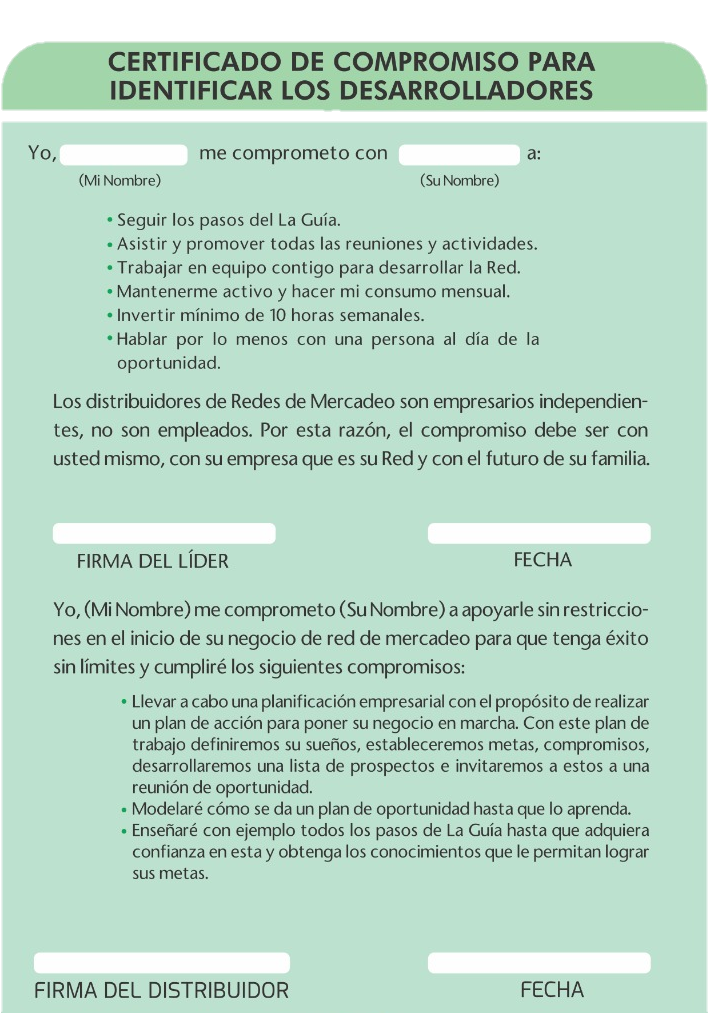 CERTIFICADO DE COMPROMISO PARA
IDENTIFICAR LOS DESARROLLADORES
Yo, me comprometo con a:
(Mi Nombre) (Su Nombre)
• Seguir los pasos del La Guía.
• Asistir y promover todas las reuniones y actividades.
• Trabajar en equipo contigo para desarrollar la Red.
• Mantenerme activo y hacer mi consumo mensual.
• Invertir mínimo de 10 horas semanales.
• Hablar por lo menos con una persona al día de la
oportunidad.
Los distribuidores de Redes de Mercadeo son empresarios independien-
tes, no son empleados. Por esta razón, el compromiso debe ser con
usted mismo, con su empresa que es su Red y con el futuro de su familia.
FIRMA DEL LÍDER FECHA
Yo, (Mi Nombre) me comprometo (Su Nombre) a apoyarle sin restriccio-
nes en el inicio de su negocio de red de mercadeo para que tenga éxito
sin límites y cumpliré los siguientes compromisos:
• Llevar a cabo una planificación empresarial con el propósito de realizar
un plan de acción para poner su negocio en marcha. Con este plan de
trabajo definiremos su sueños, estableceremos metas, compromisos,
desarrollaremos una lista de prospectos e invitaremos a estos a una
reunión de oportunidad.
• Modelaré cómo se da un plan de oportunidad hasta que lo aprenda.
• Enseñaré con ejemplo todos los pasos de La Guía hasta que adquiera
confianza en esta y obtenga los conocimientos que le permitan lograr
sus metas.
FIRMA DEL DISTRIBUIDOR FECHA